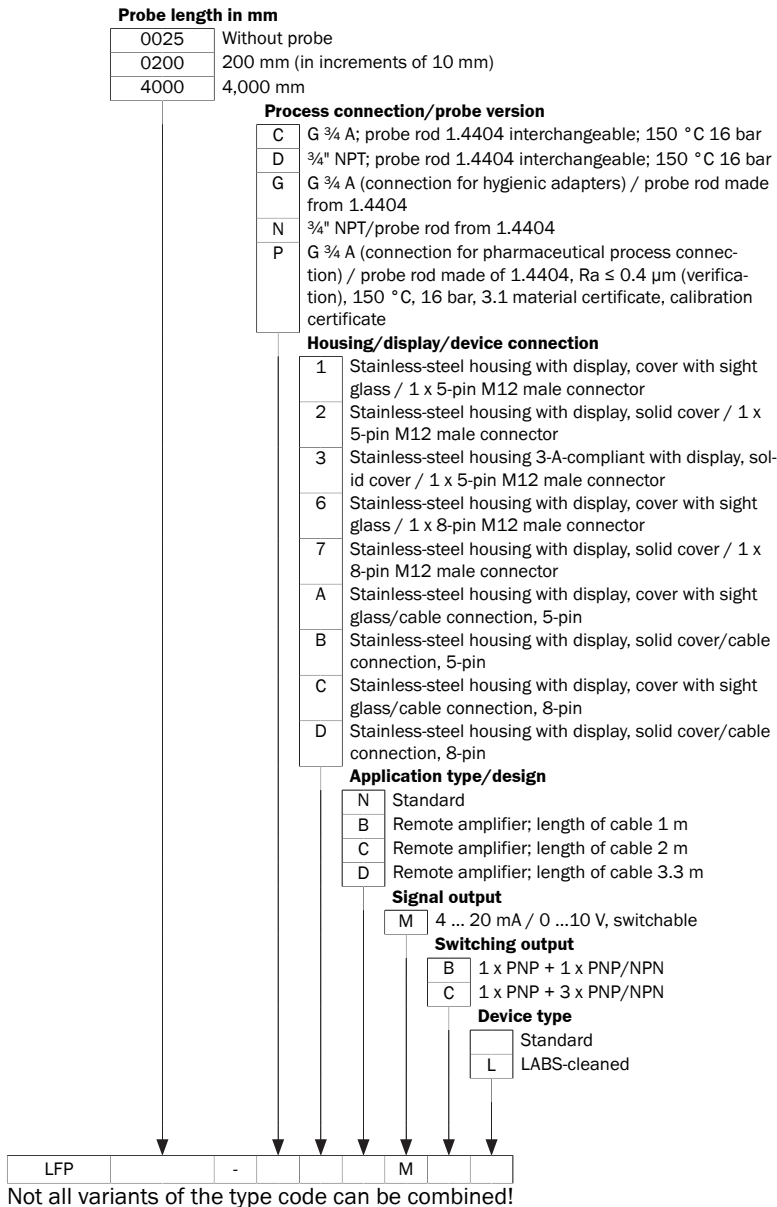 Probe length in mm
0025 Without probe
0200 200 mm (in increments of 10 mm)
4000 4,000 mm
Process connection/probe version
C G ¾ A; probe rod 1.4404 interchangeable; 150 °C 16 bar
D ¾" NPT; probe rod 1.4404 interchangeable; 150 °C 16 bar
G G ¾ A (connection for hygienic adapters) / probe rod made
from 1.4404
N ¾" NPT/probe rod from 1.4404
P G ¾ A (connection for pharmaceutical process connec-
tion) / probe rod made of 1.4404, Ra ≤ 0.4 µm (verifica-
tion), 150 °C, 16 bar, 3.1 material certificate, calibration
certificate
Housing/display/device connection
1 Stainless-steel housing with display, cover with sight
glass / 1 x 5-pin M12 male connector
2 Stainless-steel housing with display, solid cover / 1 x
5-pin M12 male connector
3 Stainless-steel housing 3-A-compliant with display, sol-
id cover / 1 x 5-pin M12 male connector
6 Stainless-steel housing with display, cover with sight
glass / 1 x 8-pin M12 male connector
7 Stainless-steel housing with display, solid cover / 1 x
8-pin M12 male connector
A Stainless-steel housing with display, cover with sight
glass/cable connection, 5-pin
B Stainless-steel housing with display, solid cover/cable
connection, 5-pin
C Stainless-steel housing with display, cover with sight
glass/cable connection, 8-pin
D Stainless-steel housing with display, solid cover/cable
connection, 8-pin
Application type/design
N Standard
B Remote amplifier; length of cable 1 m
C Remote amplifier; length of cable 2 m
D Remote amplifier; length of cable 3.3 m
Signal output
M 4 ... 20 mA / 0 ...10 V, switchable
Switching output
B 1 x PNP + 1 x PNP/NPN
C 1 x PNP + 3 x PNP/NPN
Device type
Standard
L LABS-cleaned
LFP - M
Not all variants of the type code can be combined!